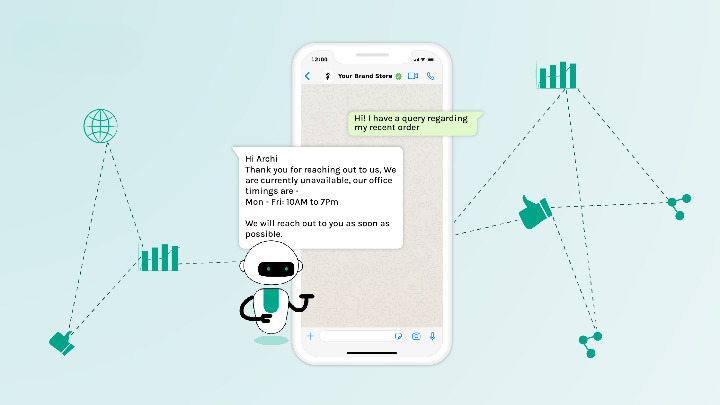 12:00
Your Brand Store
Hi! I have a query regarding
my recent order
Hi Archi
Thank you for reaching out to us, We
are currently unavailable, our office
timings are -
Mon - Fri: 10AM to 7Pm
We will reach out to you as soon as
possible.